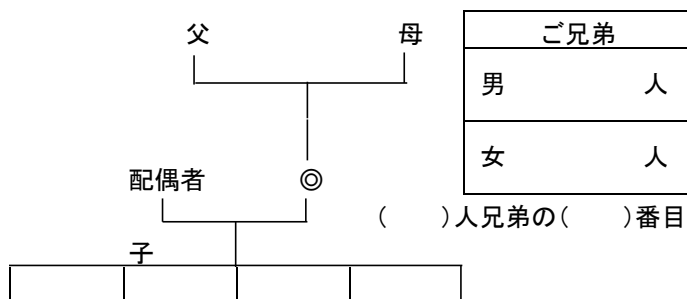 父 母
ご兄弟
男 人
女 人
配偶者 ◎
( )人兄弟の( )番目
子